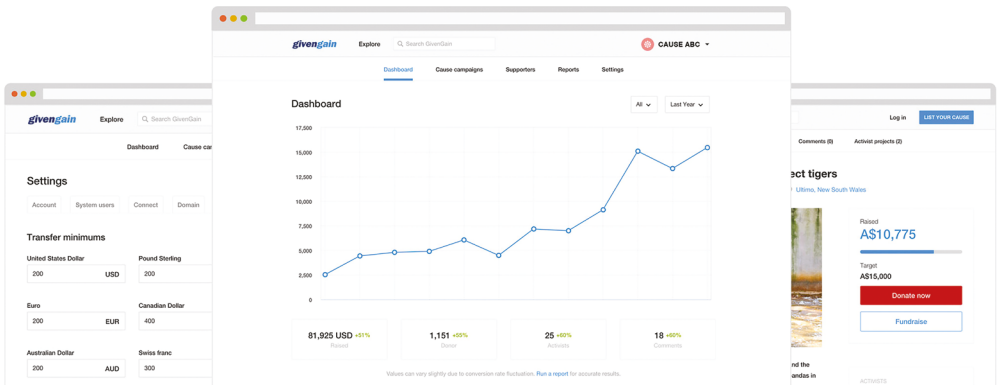 givengain
Explore
Search GivenGain
CAUSE ABC
Dashboard
Cause campaigns
Supporters
Reports
Settings
Dashboard
All
Last Year
17,500
15,000
12,500
10,000
7,500
5,000
2,500
0
81,925 USD +51%
Raised
1,151 +55%
Donor
25 +60%
Activists
18 +60%
Comments
Values can vary slightly due to conversion rate fluctuation. Run a report for accurate results.
givengain
Explore
Search GivenGain
Dashboard
Cause can
Settings
Account
System users
Connect
Domain
Transfer minimums
United States Dollar
Pound Sterling
200 USD
200
Euro
Canadian Dollar
200 EUR
400
Australian Dollar
Swiss franc
200 AUD
300
Log in
LIST YOUR CAUSE
Comments (0)
Activist projects (2)
ect tigers
Ultimo, New South Wales
Raised
A$10,775
Target
A$15,000
Donate now
Fundraise
nd the
andas in
ACTIVISTS